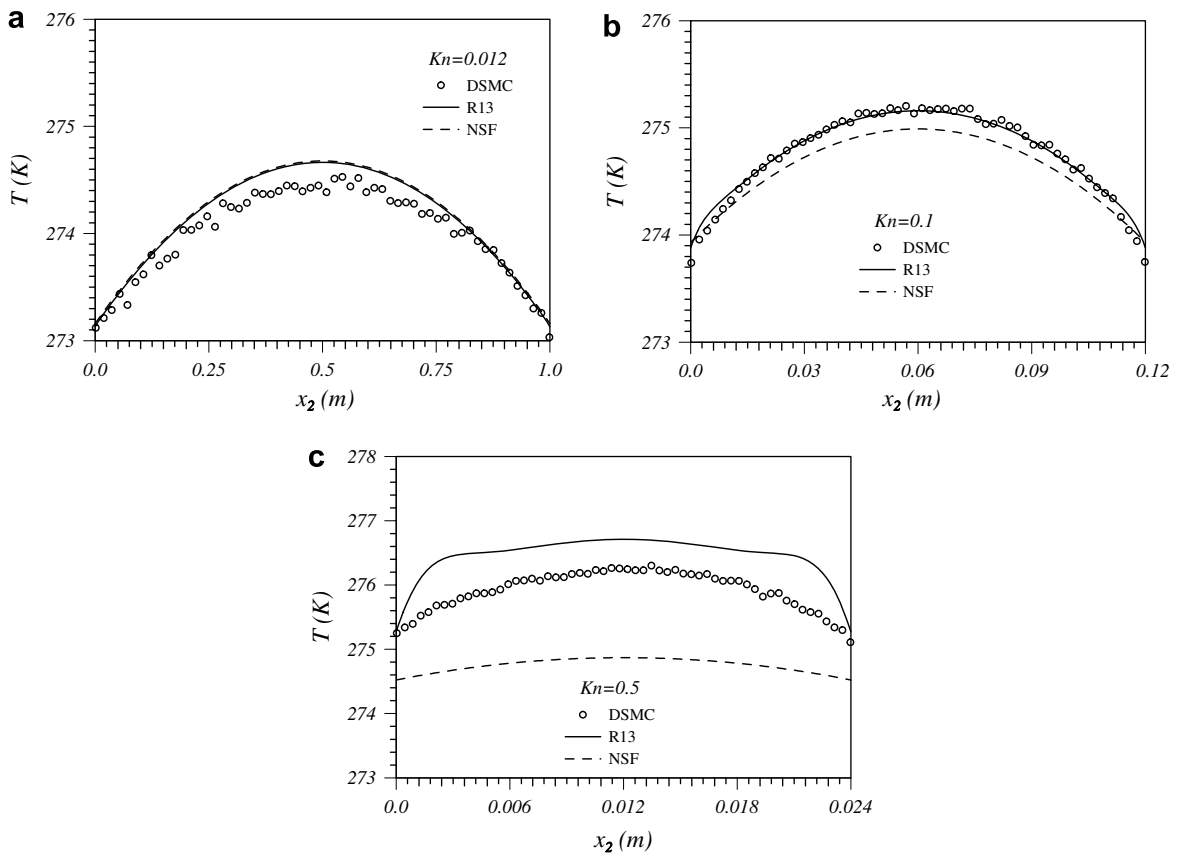 a
276
275
274
273
T (K)
Kn=0.012
DSMC
R13
NSF
0.0 0.25 0.5 0.75 1.0
x2 (m)
b
276
275
274
273
T (K)
Kn=0.1
DSMC
R13
NSF
0.0 0.03 0.06 0.09 0.12
x2 (m)
c
278
277
276
275
274
273
T (K)
Kn=0.5
DSMC
R13
NSF
0.0 0.006 0.012 0.018 0.024
x2 (m)